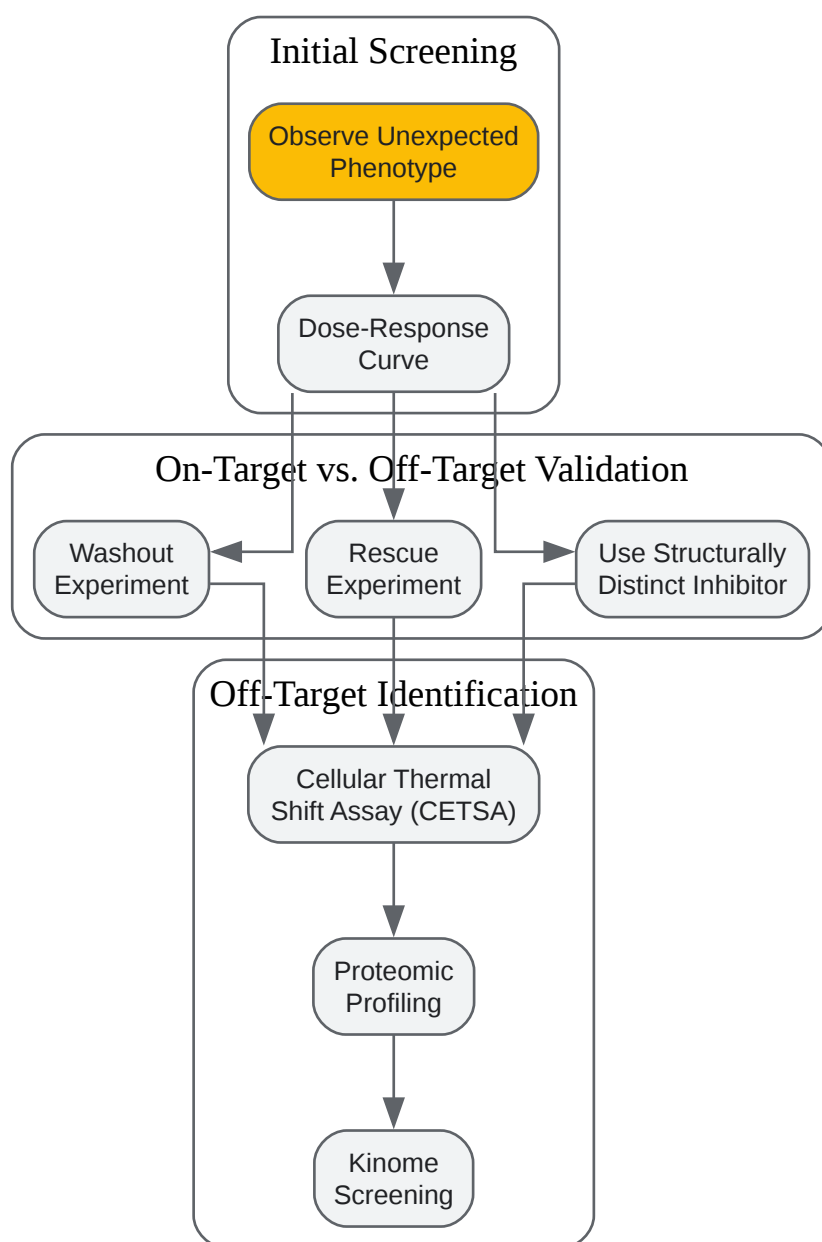 Initial Screening
Observe Unexpected
Phenotype
Dose-Response
Curve
On-Target vs. Off-Target Validation
Washout
Experiment
Rescue
Experiment
Use Structurally
Distinct Inhibitor
Off-Target Identification
Cellular Thermal
Shift Assay (CETSA)
Proteomic
Profiling
Kinome
Screening